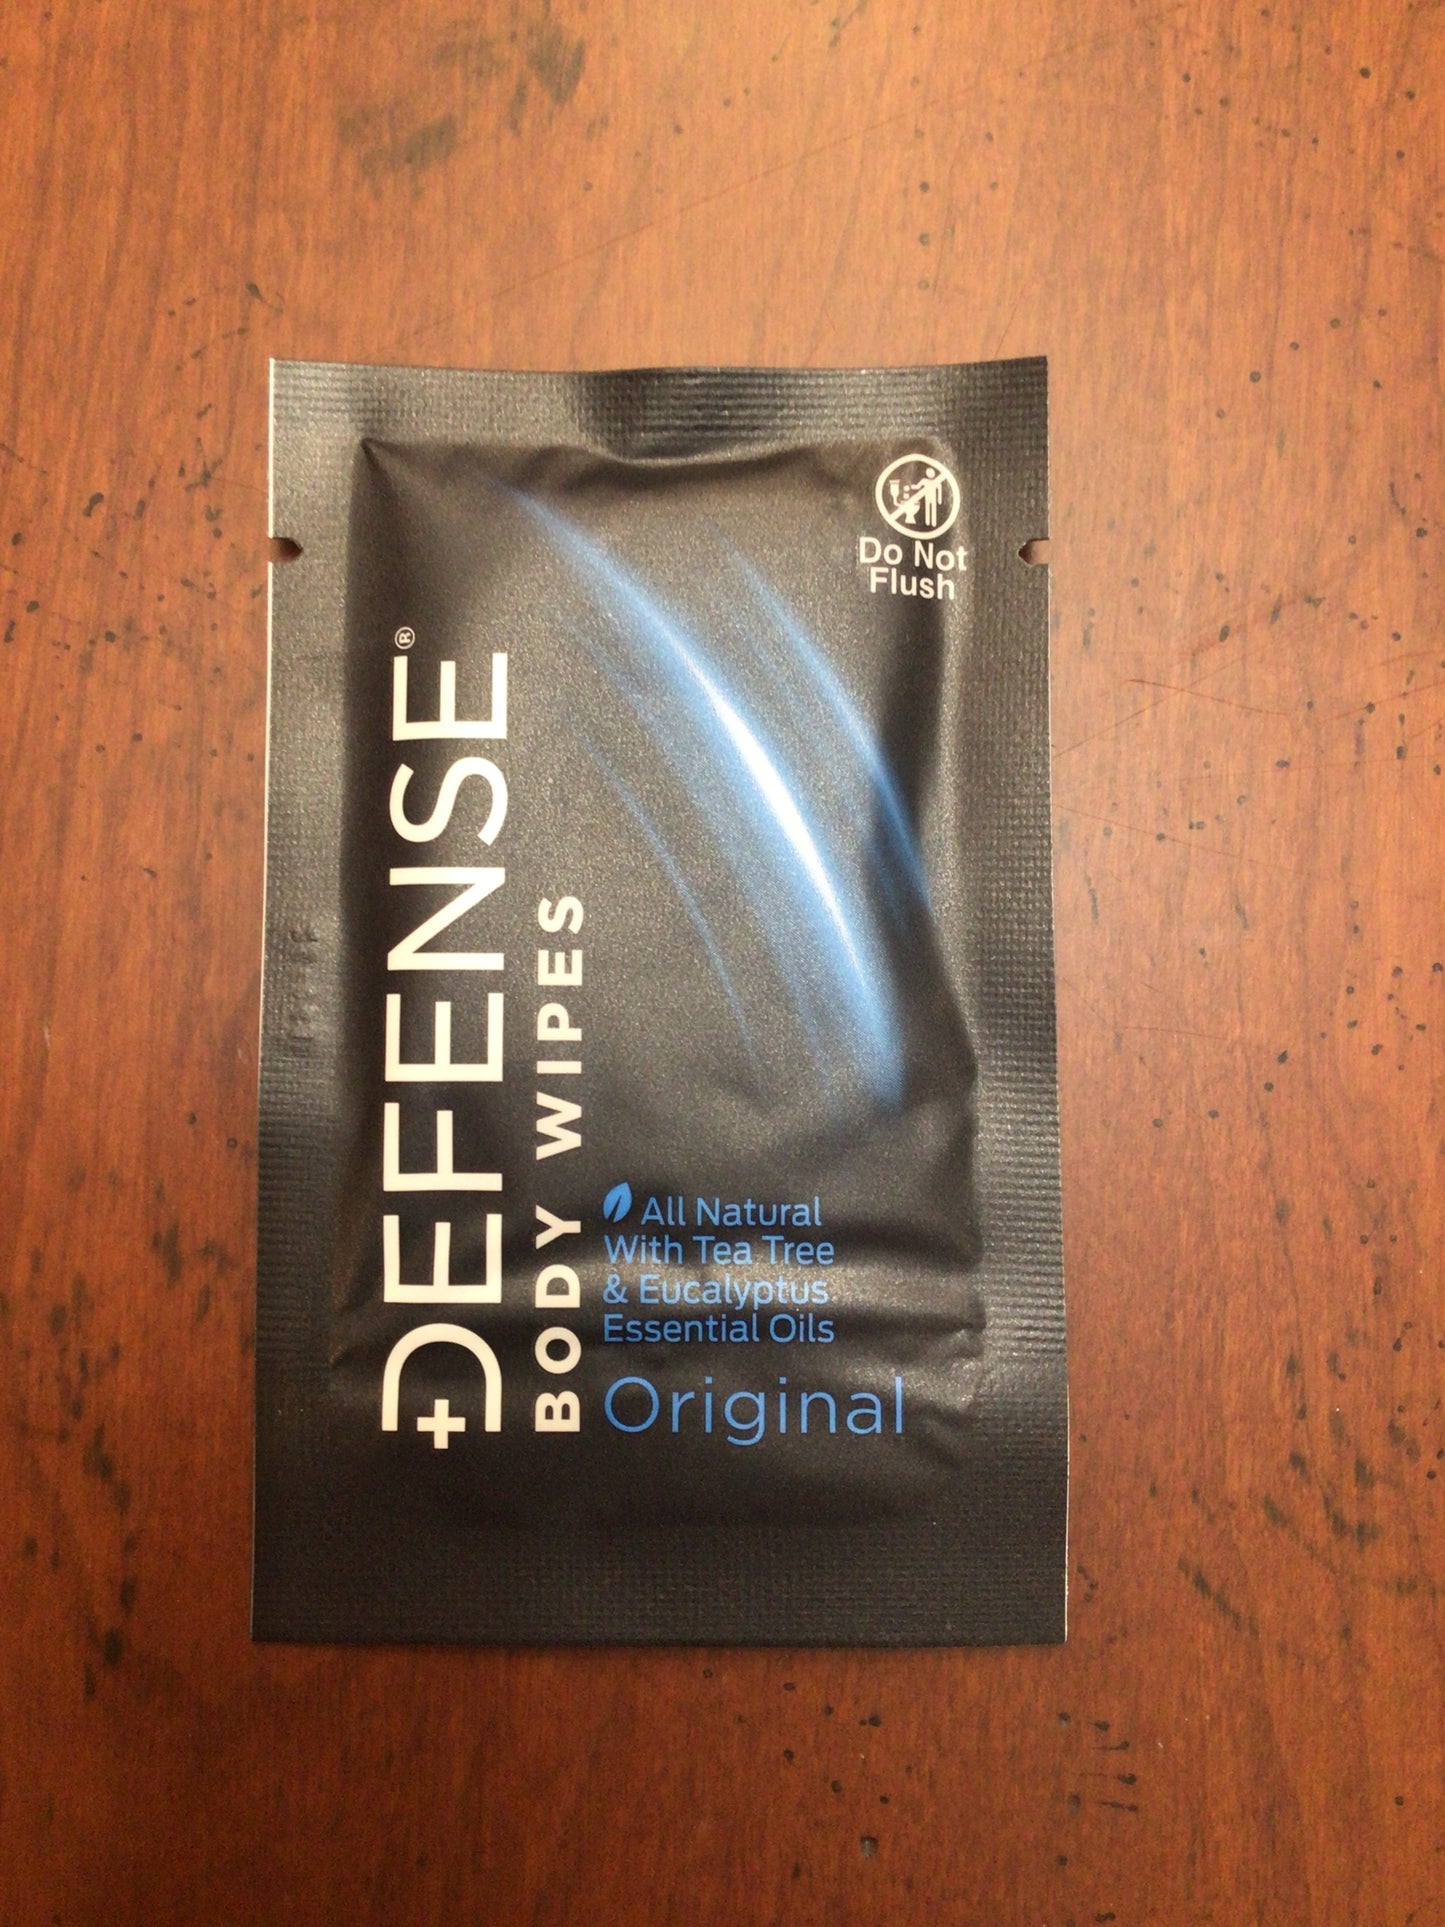 DEFENSE®
BODY WIPES
All Natural
With Tea Tree
& Eucalyptus
Essential Oils
Original
Do Not
Flush